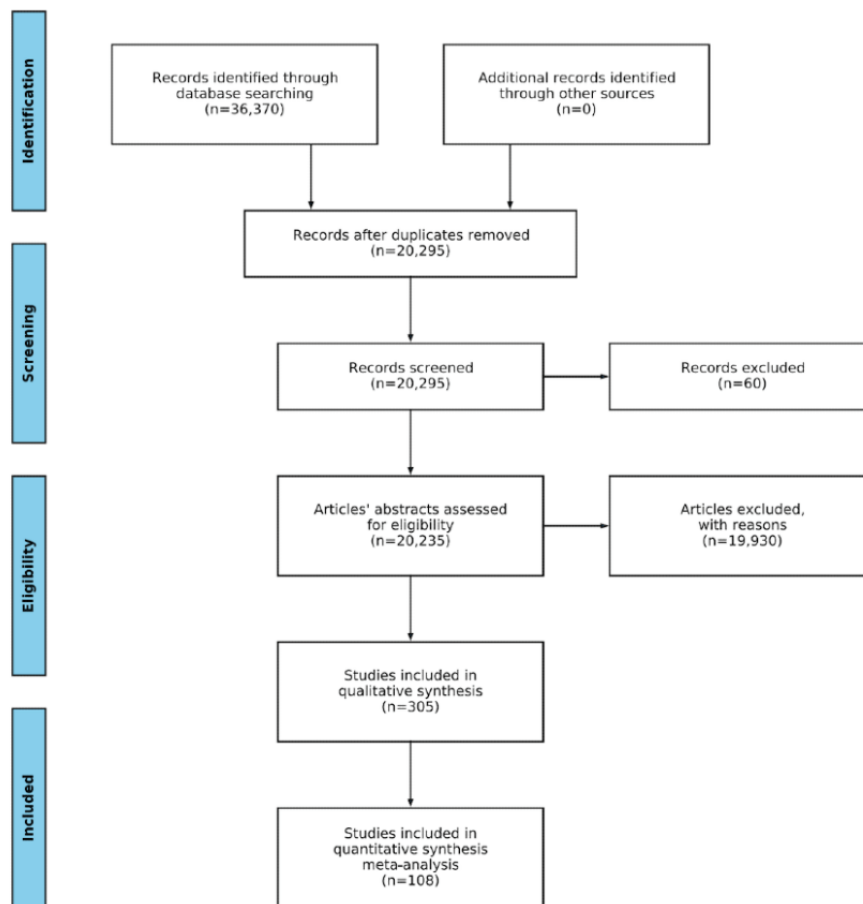 Identification
Records identified through
database searching
(n=36,370)
Additional records identified
through other sources
(n=0)
Records after duplicates removed
(n=20,295)
Screening
Records screened
(n=20,295)
Records excluded
(n=60)
Eligibility
Articles' abstracts assessed
for eligibility
(n=20,235)
Articles excluded,
with reasons
(n=19,930)
Studies included in
qualitative synthesis
(n=305)
Included
Studies included in
quantitative synthesis
meta-analysis
(n=108)